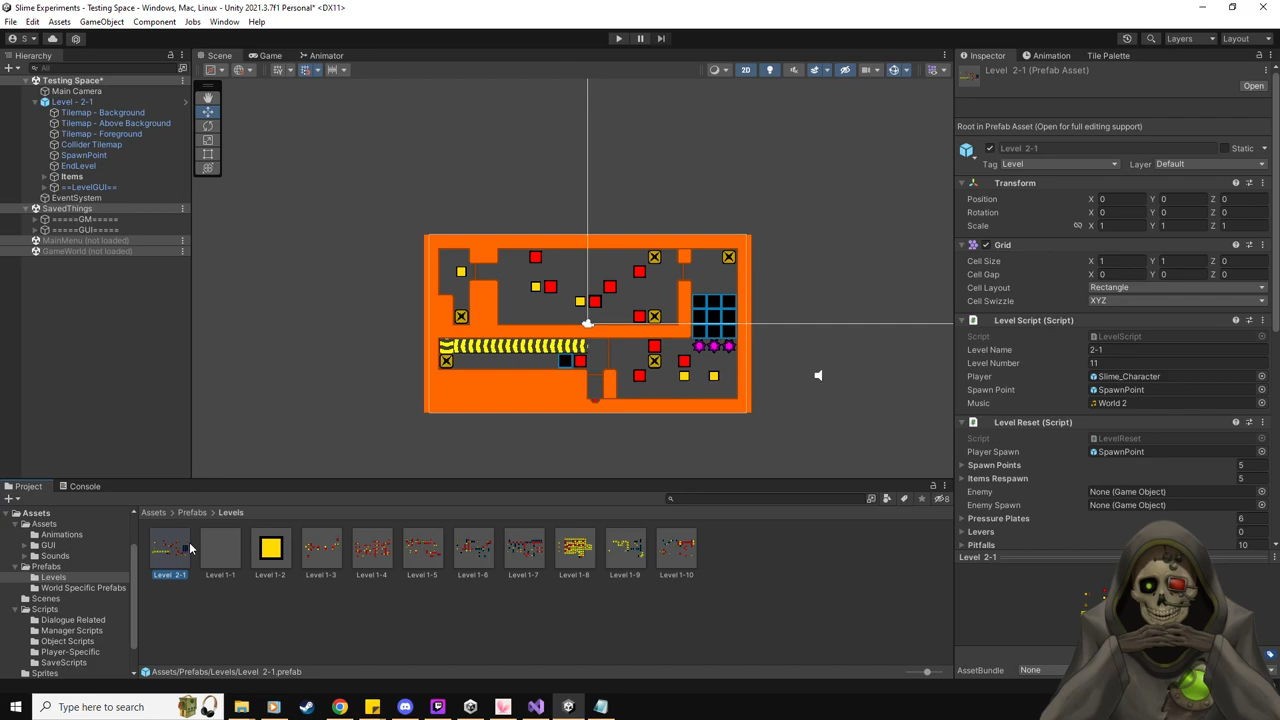 Slime Experiments - Testing Space - Windows, Mac, Linux - Unity 2021.3.7f1 Personal* <DX11>
File Edit Assets GameObject Component Jobs Window Help
S Layers Layout
Hierarchy Scene Game Animator Inspector Animation Tile Palette
All 2D Level 2-1 (Prefab Asset)
Open
Testing Space*
Main Camera
Level - 2-1
Tilemap - Background
Tilemap - Above Background
Tilemap - Foreground
Collider Tilemap
SpawnPoint
EndLevel
Items
==LevelGUI==
EventSystem
SavedThings
=====GM=====
=====GUI=====
MainMenu (not loaded)
GameWorld (not loaded)
Root in Prefab Asset (Open for full editing support)
Level 2-1 Static
Tag Level Layer Default
Transform
Position X 0 Y 0 Z 0
Rotation X 0 Y 0 Z 0
Scale X 1 Y 1 Z 1
Grid
Cell Size X 1 Y 1 Z 0
Cell Gap X 0 Y 0 Z 0
Cell Layout Rectangle
Cell Swizzle XYZ
Level Script (Script)
Script LevelScript
Level Name 2-1
Level Number 11
Player Slime_Character
Spawn Point SpawnPoint
Music World 2
Level Reset (Script)
Script LevelReset
Player Spawn SpawnPoint
Spawn Points 5
Items Respawn 5
Enemy None (Game Object)
Enemy Spawn None (Game Object)
Pressure Plates 6
Levers 0
Pitfalls 10
Level 2-1
AssetBundle None
Project Console
8
Assets
Assets
Animations
GUI
Sounds
Prefabs
Levels
World Specific Prefabs
Scenes
Scripts
Dialogue Related
Manager Scripts
Object Scripts
Player-Specific
SaveScripts
Sprites
Assets > Prefabs > Levels
Level 2-1 Level 1-1 Level 1-2 Level 1-3 Level 1-4 Level 1-5 Level 1-6 Level 1-7 Level 1-8 Level 1-9 Level 1-10
Assets/Prefabs/Levels/Level 2-1.prefab
Type here to search